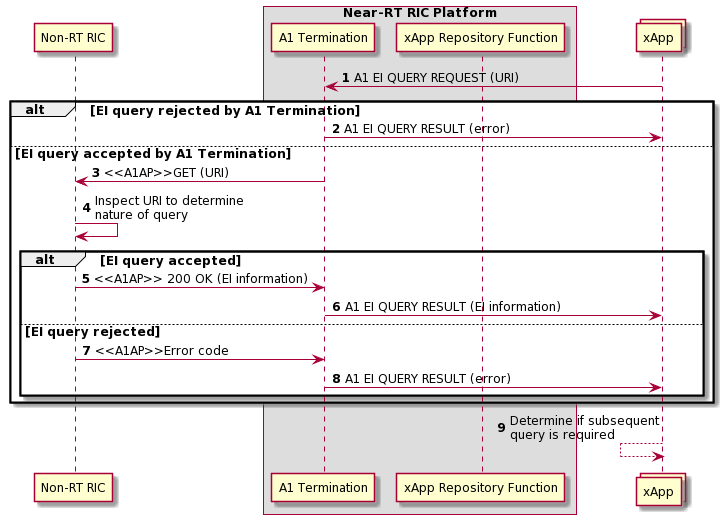 Near-RT RIC Platform
Non-RT RIC
A1 Termination
xApp Repository Function
xApp
1 A1 EI QUERY REQUEST (URI)
alt [EI query rejected by A1 Termination]
2 A1 EI QUERY RESULT (error)
[EI query accepted by A1 Termination]
3 <<A1AP>>GET (URI)
4 Inspect URI to determine
nature of query
alt [EI query accepted]
5 <<A1AP>> 200 OK (EI information)
6 A1 EI QUERY RESULT (EI information)
[EI query rejected]
7 <<A1AP>>Error code
8 A1 EI QUERY RESULT (error)
9 Determine if subsequent
query is required
Non-RT RIC
A1 Termination
xApp Repository Function
xApp